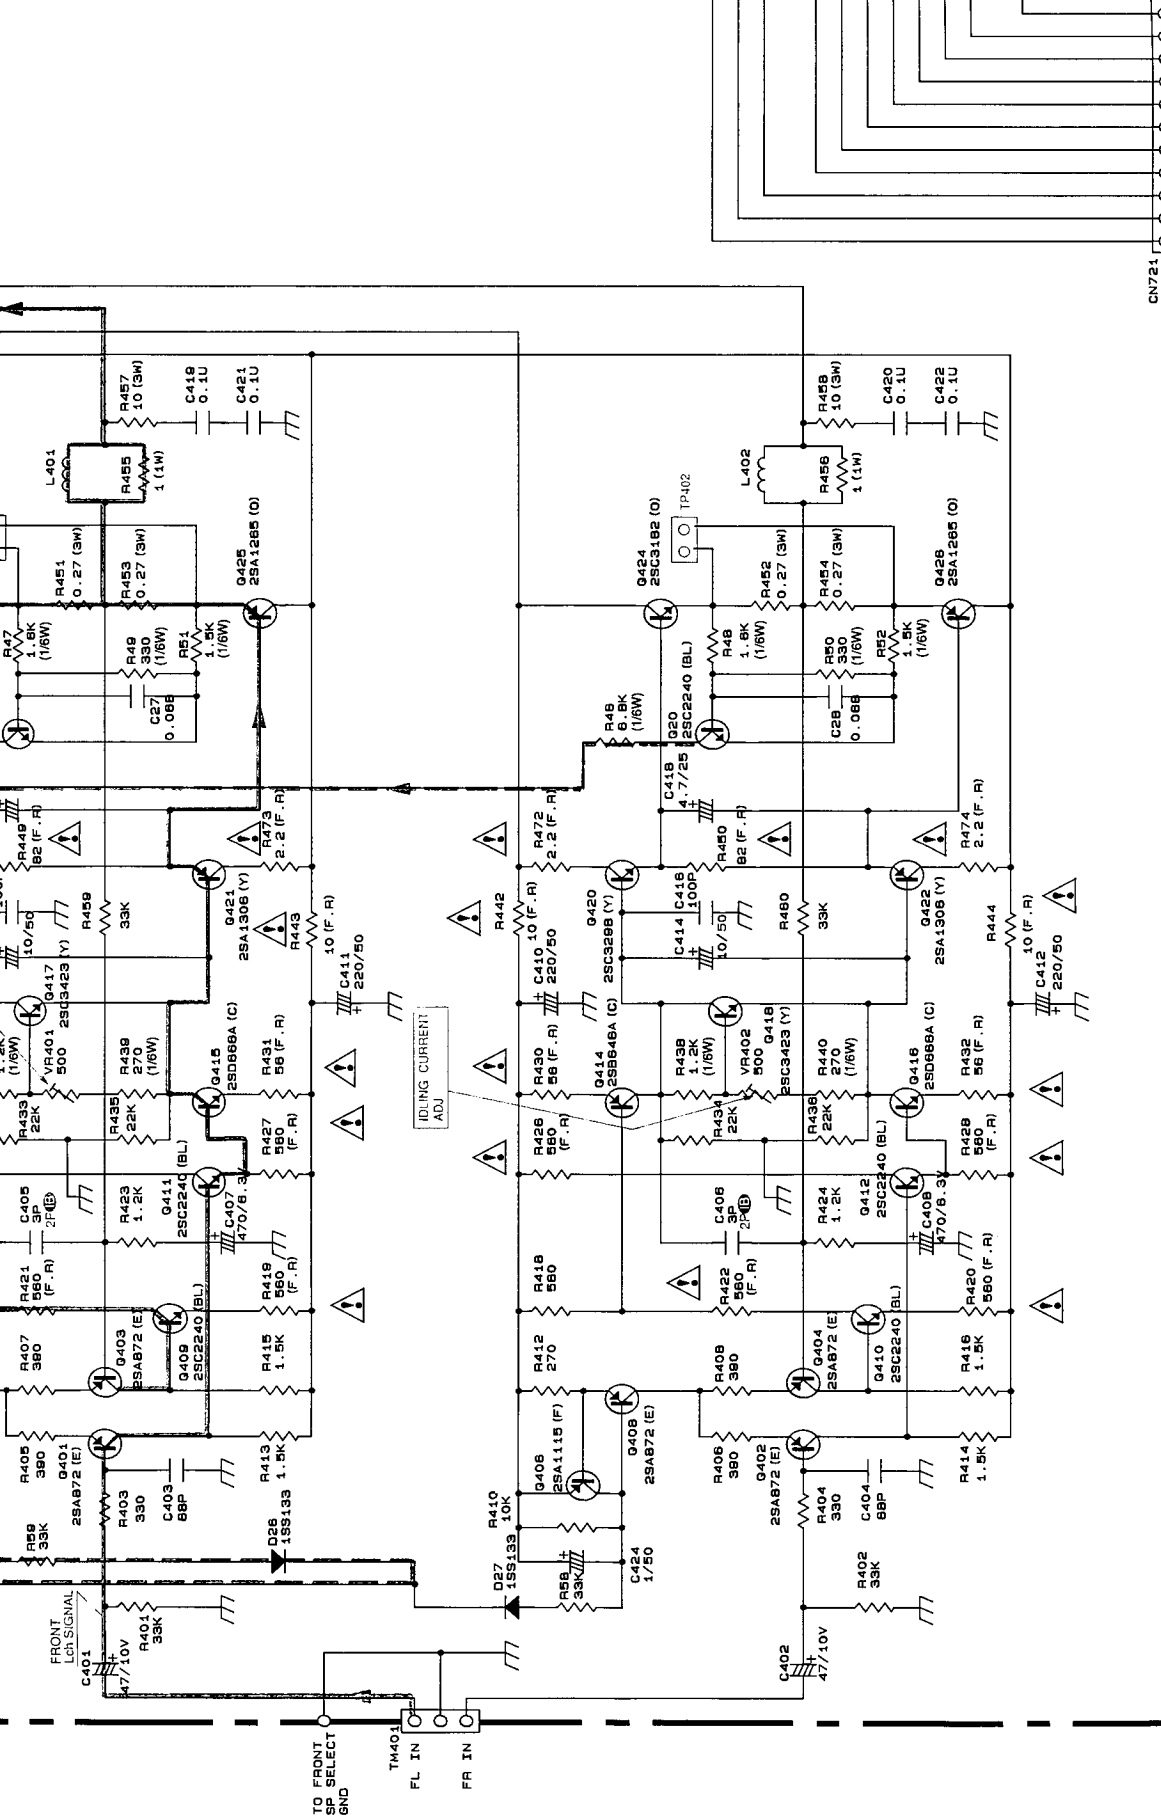 CN721
R457
10 (3W)
C419
0.1U
C421
0.1U
R458
10 (3W)
C420
0.1U
C422
0.1U
L401
R455
1 (1W)
L402
R456
1 (1W)
TP402
R451
0.27 (3W)
R453
0.27 (3W)
Q425
2SA1265 (O)
Q424
2SC3182 (O)
R452
0.27 (3W)
R454
0.27 (3W)
Q426
2SA1265 (O)
R47
1.8K
(1/6W)
R49
330
(1/6W)
R51
1.5K
(1/6W)
C27
0.068
R46
6.8K
(1/6W)
Q20
2SC2240 (BL)
R48
1.8K
(1/6W)
R50
330
(1/6W)
R52
1.5K
(1/6W)
C28
0.068
R449
82 (F.R)
R473
2.2 (F.R)
R472
2.2 (F.R)
C418
4.7/25
R450
82 (F.R)
R474
2.2 (F.R)
10/50
R459
33K
Q421
2SA1306 (Y)
R443
10 (F.R)
R442
10 (F.R)
Q420
2SC3298 (Y)
C416
100P
C414
10/50
R460
33K
Q422
2SA1306 (Y)
R444
10 (F.R)
Q417
2SC3423 (Y)
C411
220/50
C410
220/50
C412
220/50
IDLING CURRENT
ADJ
1.2K
(1/6W)
VR401
500
R439
270
(1/6W)
Q415
2SD668A (C)
R431
56 (F.R)
R430
56 (F.R)
Q414
2SB648A (C)
R438
1.2K
(1/6W)
VR402
500
Q418
2SC3423 (Y)
R440
270
(1/6W)
Q416
2SD668A (C)
R432
56 (F.R)
R433
22K
R435
22K
R427
560
(F.R)
R426
560
(F.R)
R434
22K
R436
22K
R428
560
(F.R)
C405
3P
R423
1.2K
Q411
2SC2240 (BL)
C407
470/6.3V
C406
3P
R424
1.2K
Q412
2SC2240 (BL)
C408
470/6.3V
R421
560
(F.R)
R419
560
(F.R)
R418
560
R422
560
(F.R)
R420
560 (F.R)
R407
390
Q403
2SA872 (E)
Q409
2SC2240 (BL)
R415
1.5K
R412
270
R408
390
Q404
2SA872 (E)
Q410
2SC2240 (BL)
R416
1.5K
R405
390
Q401
2SA872 (E)
R413
1.5K
Q406
2SA1115 (F)
Q408
2SA872 (E)
R406
390
Q402
2SA872 (E)
R414
1.5K
R403
330
C403
68P
R410
10K
R404
330
C404
68P
R59
33K
D26
1SS133
D27
1SS133
R58
33K
C424
1/50
R402
33K
FRONT
Lch SIGNAL
R401
33K
C401
47/10V
C402
47/10V
TM401
TO FRONT
SP SELECT
GND
FL IN
FR IN